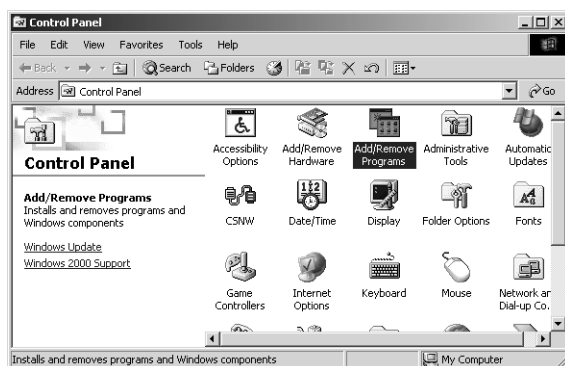 Control Panel
File Edit View Favorites Tools Help
Back Search Folders
Address Control Panel Go
Control Panel
Add/Remove Programs
Installs and removes programs and
Windows components
Windows Update
Windows 2000 Support
Accessibility Options
Add/Remove Hardware
Add/Remove Programs
Administrative Tools
Automatic Updates
CSNW
Date/Time
Display
Folder Options
Fonts
Game Controllers
Internet Options
Keyboard
Mouse
Network ar
Dial-up Co.
Installs and removes programs and Windows components
My Computer